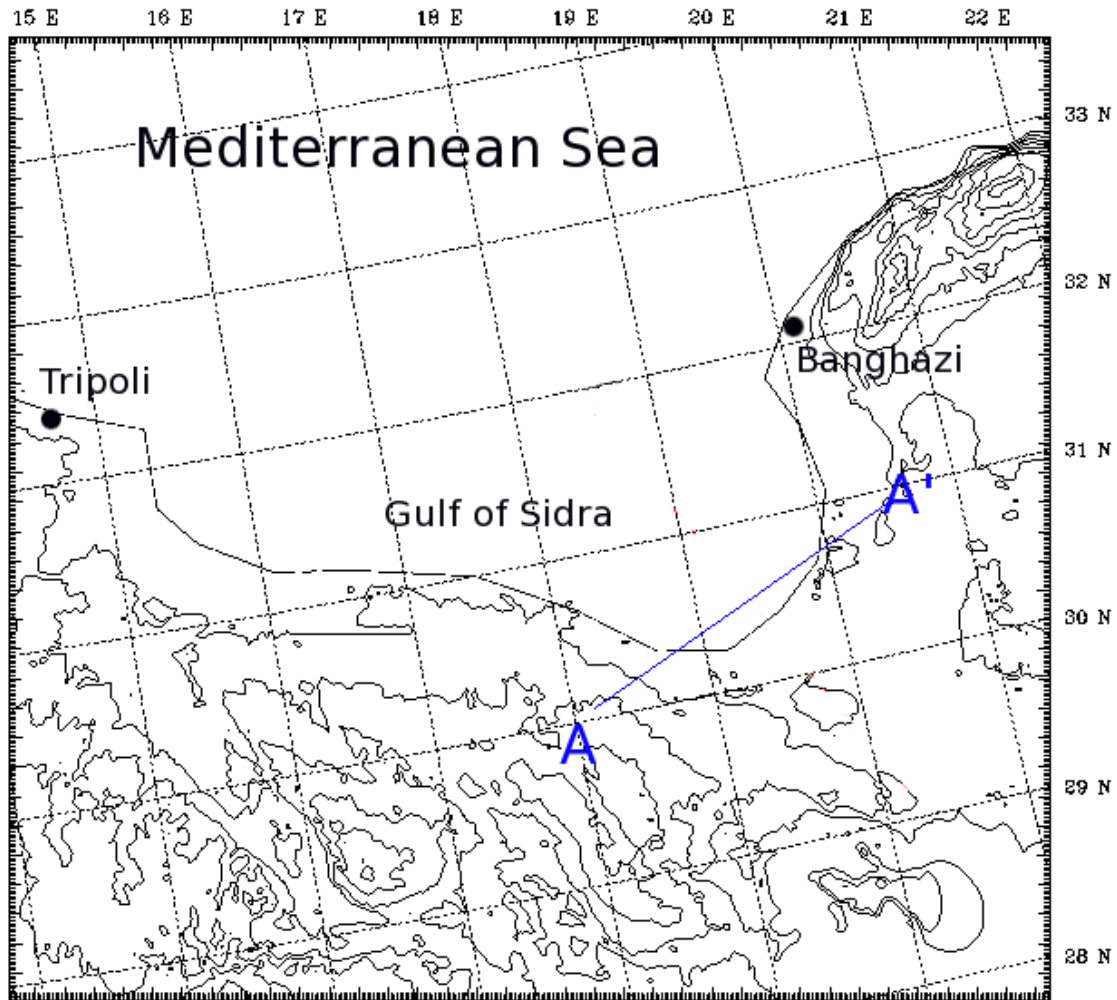 15 E 16 E 17 E 18 E 19 E 20 E 21 E 22 E
33 N
Mediterranean Sea
32 N
Banghazi
Tripoli
31 N
A'
Gulf of Sidra
30 N
A
29 N
28 N